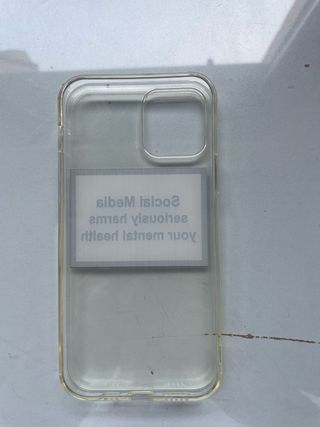 Social Media
seriously harms
your mental health